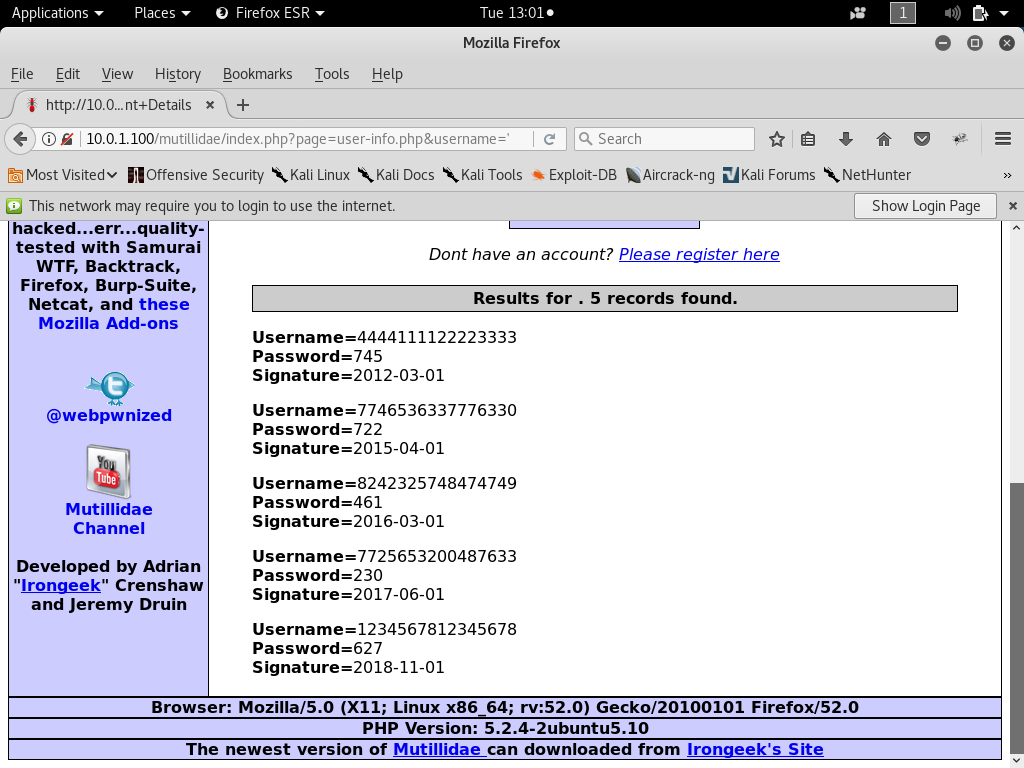 Applications Places Firefox ESR Tue 13:01 1
Mozilla Firefox
File Edit View History Bookmarks Tools Help
http://10.0...nt+Details
10.0.1.100/mutillidae/index.php?page=user-info.php&username=' Search
Most Visited Offensive Security Kali Linux Kali Docs Kali Tools Exploit-DB Aircrack-ng Kali Forums NetHunter »
This network may require you to login to use the internet. Show Login Page
hacked...err...quality-
tested with Samurai
WTF, Backtrack,
Firefox, Burp-Suite,
Netcat, and these
Mozilla Add-ons
@webpwnized
You
Tube
Mutillidae
Channel
Developed by Adrian
"Irongeek" Crenshaw
and Jeremy Druin
Dont have an account? Please register here
Results for . 5 records found.
Username=4444111122223333
Password=745
Signature=2012-03-01
Username=7746536337776330
Password=722
Signature=2015-04-01
Username=8242325748474749
Password=461
Signature=2016-03-01
Username=7725653200487633
Password=230
Signature=2017-06-01
Username=1234567812345678
Password=627
Signature=2018-11-01
Browser: Mozilla/5.0 (X11; Linux x86_64; rv:52.0) Gecko/20100101 Firefox/52.0
PHP Version: 5.2.4-2ubuntu5.10
The newest version of Mutillidae can downloaded from Irongeek's Site